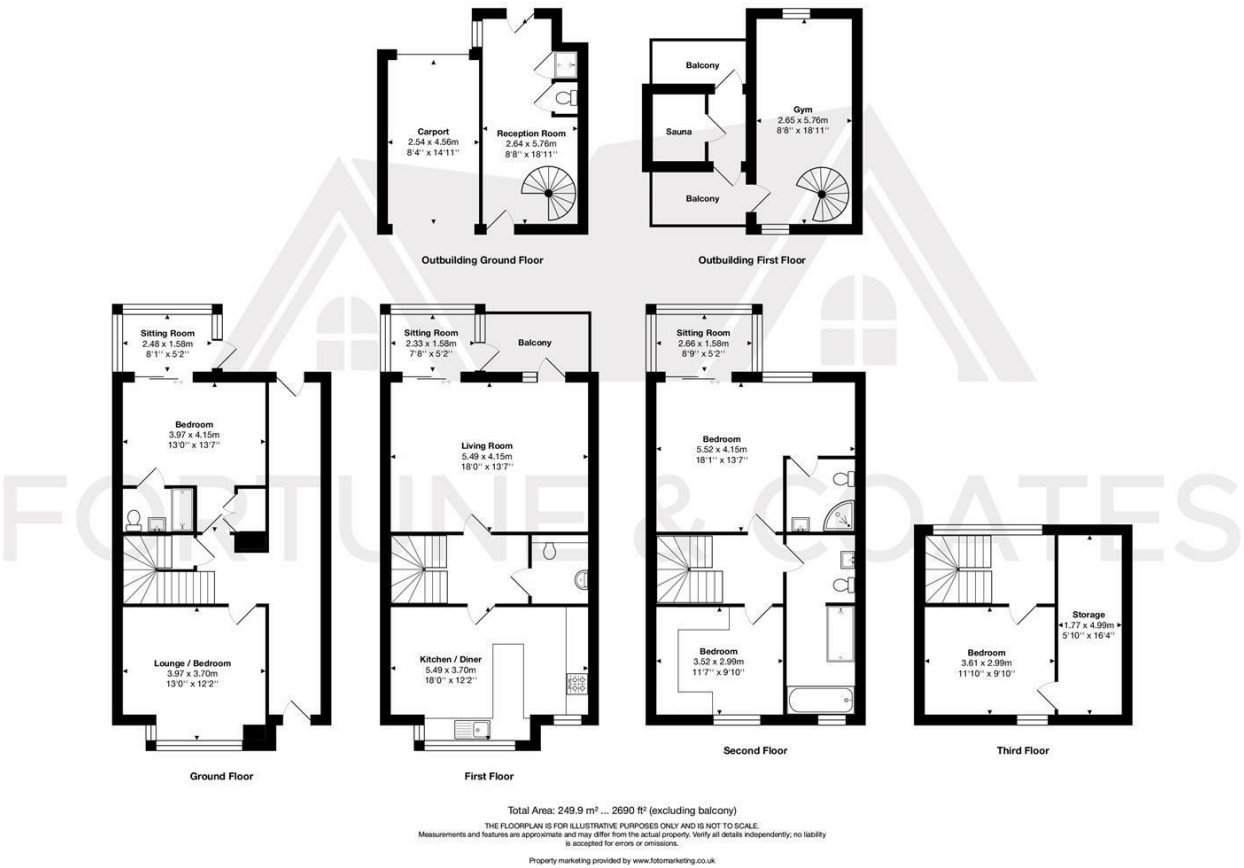 Balcony
Gym
2.65 x 5.76m
8'8'' x 18'11''
Sauna
Balcony
Carport
2.54 x 4.56m
8'4'' x 14'11''
Reception Room
2.64 x 5.76m
8'8'' x 18'11''
Outbuilding Ground Floor
Outbuilding First Floor
Sitting Room
2.48 x 1.58m
8'1'' x 5'2''
Sitting Room
2.33 x 1.58m
7'8'' x 5'2''
Balcony
Sitting Room
2.66 x 1.58m
8'9'' x 5'2''
Bedroom
3.97 x 4.15m
13'0'' x 13'7''
Living Room
5.49 x 4.15m
18'0'' x 13'7''
Bedroom
5.52 x 4.15m
18'1'' x 13'7''
FORTUNE & COATES
Lounge / Bedroom
3.97 x 3.70m
13'0'' x 12'2''
Kitchen / Diner
5.49 x 3.70m
18'0'' x 12'2''
Bedroom
3.52 x 2.99m
11'7'' x 9'10''
Bedroom
3.61 x 2.99m
11'10'' x 9'10''
Storage
1.77 x 4.99m
5'10'' x 16'4''
Ground Floor
First Floor
Second Floor
Third Floor
Total Area: 249.9 m² ... 2690 ft² (excluding balcony)
THE FLOORPLAN IS FOR ILLUSTRATIVE PURPOSES ONLY AND IS NOT TO SCALE.
Measurements and features are approximate and may differ from the actual property. Verify all details independently; no liability
is accepted for errors or omissions.
Property marketing provided by www.fotomarketing.co.uk